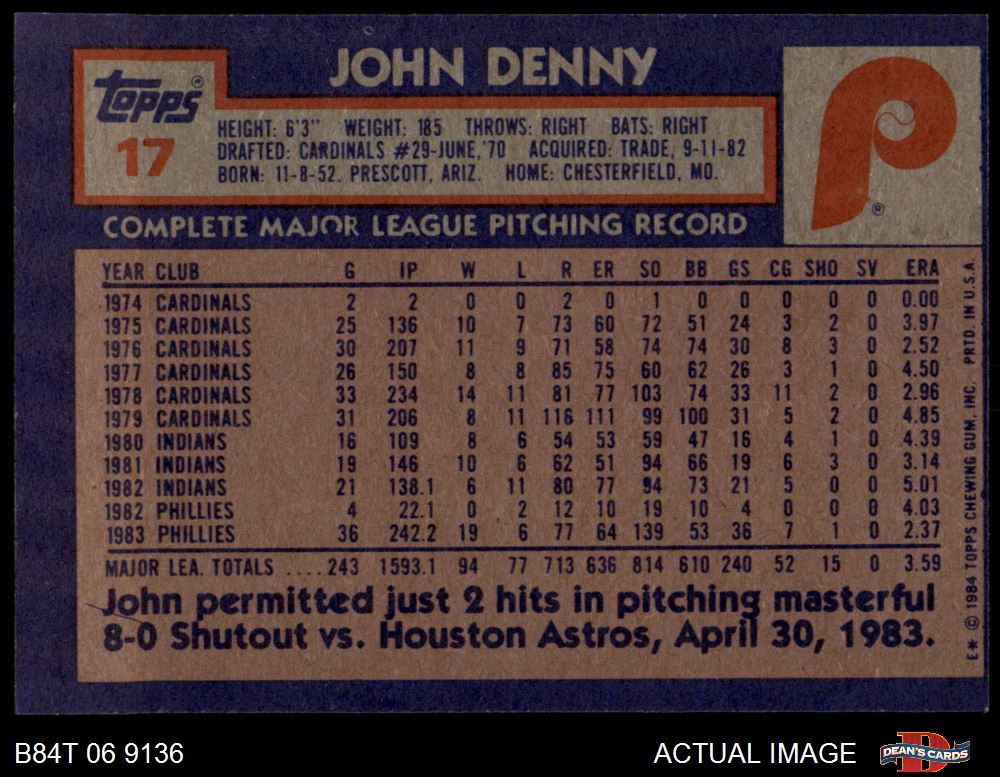 JOHN DENNY
Topps®
17
HEIGHT: 6'3" WEIGHT: 185 THROWS: RIGHT BATS: RIGHT
DRAFTED: CARDINALS #29-JUNE,'70 ACQUIRED: TRADE, 9-11-82
BORN: 11-8-52. PRESCOTT, ARIZ. HOME: CHESTERFIELD, MO.
P
®
COMPLETE MAJOR LEAGUE PITCHING RECORD
YEAR CLUB G IP W L R ER SO BB GS CG SHO SV ERA
1974 CARDINALS 2 2 0 0 2 0 1 0 0 0 0 0 0.00
1975 CARDINALS 25 136 10 7 73 60 72 51 24 3 2 0 3.97
1976 CARDINALS 30 207 11 9 71 58 74 74 30 8 3 0 2.52
1977 CARDINALS 26 150 8 8 85 75 60 62 26 3 1 0 4.50
1978 CARDINALS 33 234 14 11 81 77 103 74 33 11 2 0 2.96
1979 CARDINALS 31 206 8 11 116 111 99 100 31 5 2 0 4.85
1980 INDIANS 16 109 8 6 54 53 59 47 16 4 1 0 4.39
1981 INDIANS 19 146 10 6 62 51 94 66 19 6 3 0 3.14
1982 INDIANS 21 138.1 6 11 80 77 94 73 21 5 0 0 5.01
1982 PHILLIES 4 22.1 0 2 12 10 19 10 4 0 0 0 4.03
1983 PHILLIES 36 242.2 19 6 77 64 139 53 36 7 1 0 2.37
MAJOR LEA. TOTALS ....243 1593.1 94 77 713 636 814 610 240 52 15 0 3.59
John permitted just 2 hits in pitching masterful
8-0 Shutout vs. Houston Astros, April 30, 1983.
E* © 1984 TOPPS CHEWING GUM, INC. PRTD. IN U.S.A.
B84T 06 9136
ACTUAL IMAGE
DEAN'S CARDS